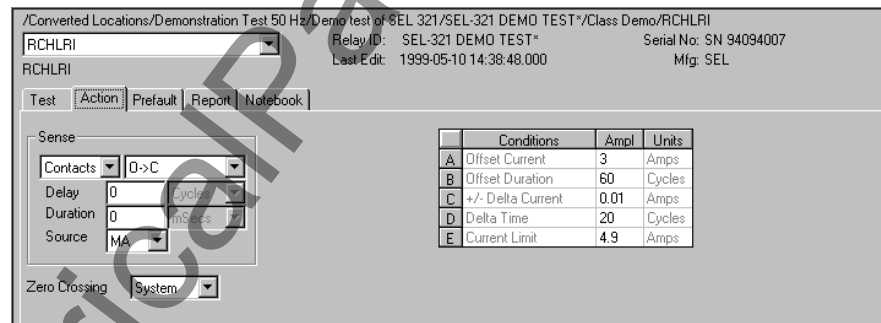 /Converted Locations/Demonstration Test 50 Hz/Demo test of SEL 321/SEL-321 DEMO TEST*/Class Demo/RCHLRI
RCHLRI Relay ID: SEL-321 DEMO TEST* Serial No: SN 94094007
RCHLRI Last Edit: 1999-05-10 14:38:48.000 Mfg: SEL
Test Action Prefault Report Notebook
Sense
Conditions Ampl Units
Contacts O->C A Offset Current 3 Amps
Delay 0 Cycles B Offset Duration 60 Cycles
C +/- Delta Current 0.01 Amps
Duration 0 mSecs D Delta Time 20 Cycles
Source MA E Current Limit 4.9 Amps
Zero Crossing System